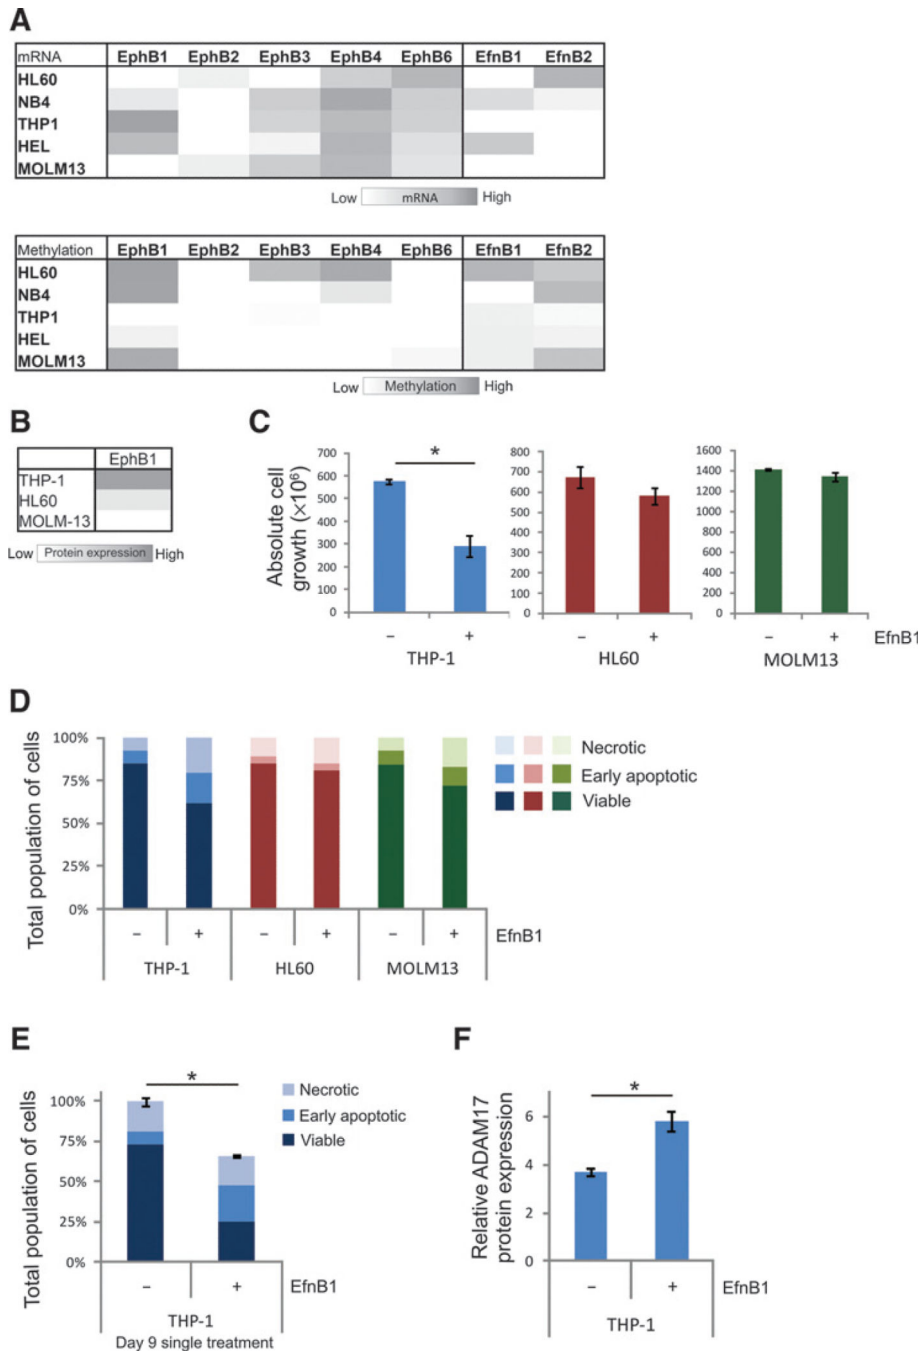 A
mRNA EphB1 EphB2 EphB3 EphB4 EphB6 EfnB1 EfnB2
HL60
NB4
THP1
HEL
MOLM13
Low mRNA High
Methylation EphB1 EphB2 EphB3 EphB4 EphB6 EfnB1 EfnB2
HL60
NB4
THP1
HEL
MOLM13
Low Methylation High
B
EphB1
THP-1
HL60
MOLM-13
Low Protein expression High
C
Absolute cell
growth (×10⁶)
700
600
500
400
300
200
100
0
− +
THP-1
*
800
700
600
500
400
300
200
100
0
− +
HL60
1600
1400
1200
1000
800
600
400
200
0
− + EfnB1
MOLM13
D
Total population of cells
100%
75%
50%
25%
0%
− + − + − + EfnB1
THP-1 HL60 MOLM13
Necrotic
Early apoptotic
Viable
E
Total population of cells
100%
75%
50%
25%
0%
*
Necrotic
Early apoptotic
Viable
− + EfnB1
THP-1
Day 9 single treatment
F
Relative ADAM17
protein expression
6
4
2
0
*
− + EfnB1
THP-1